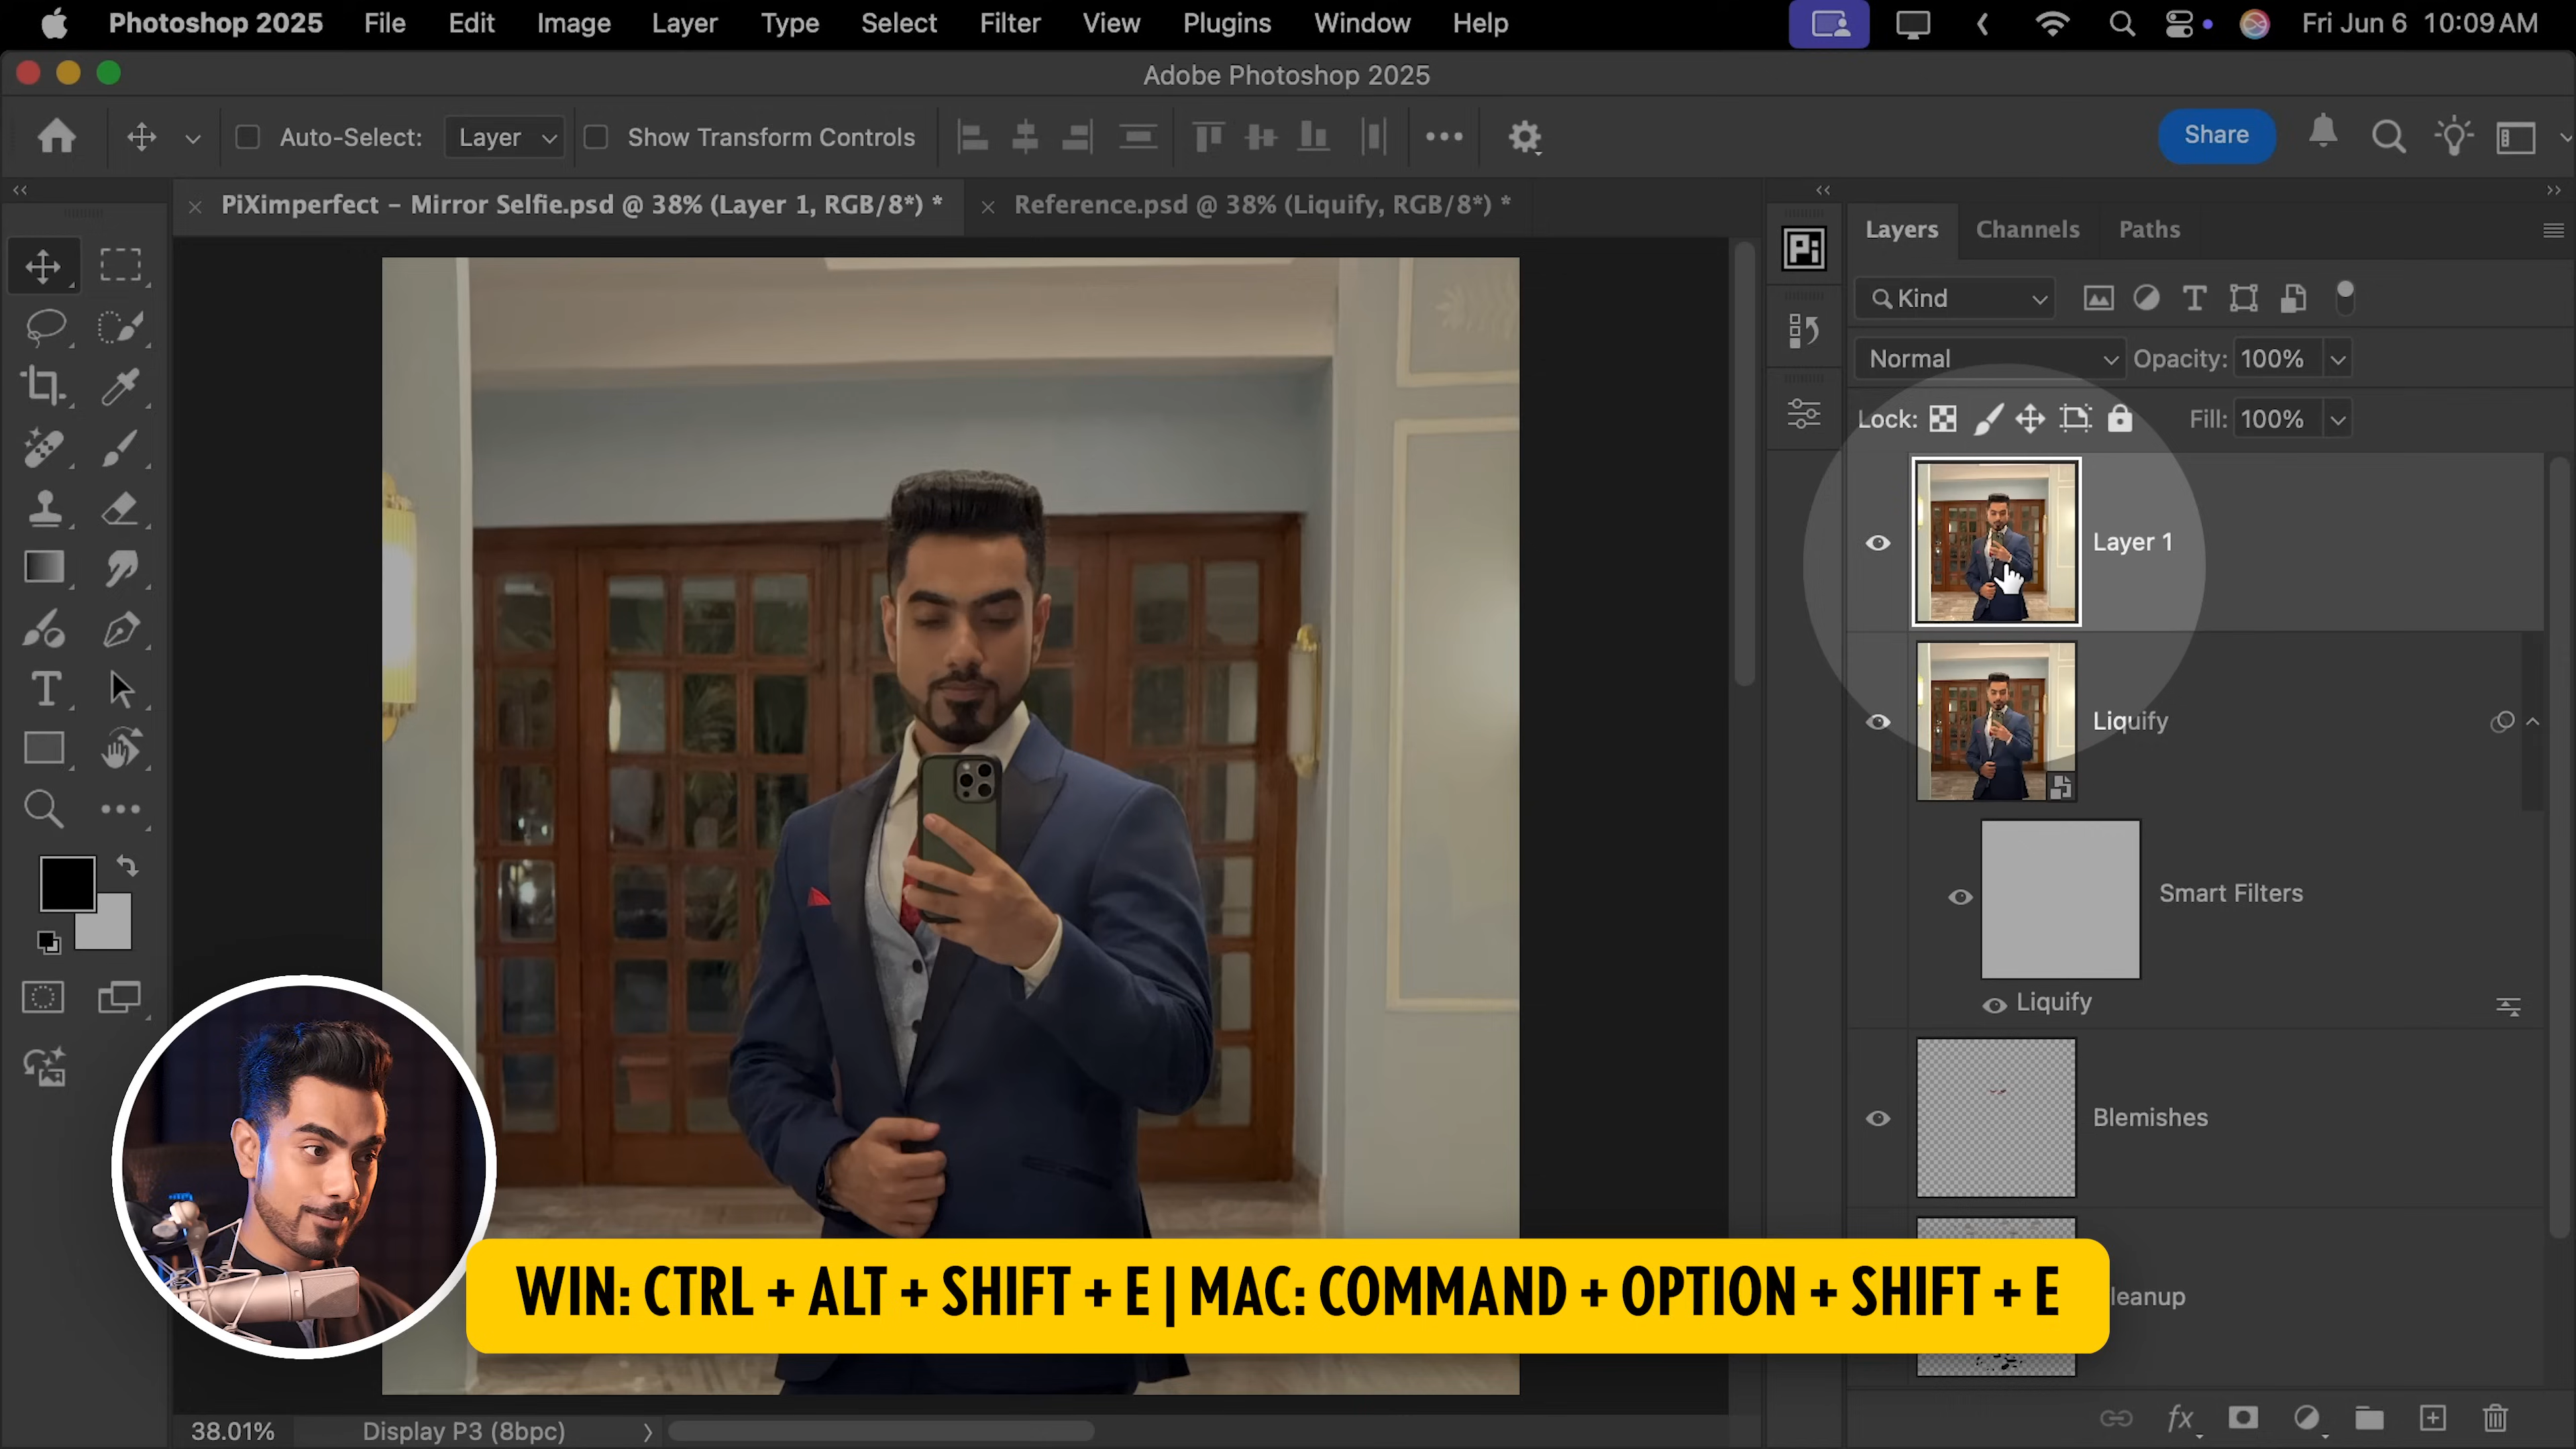 Photoshop 2025 File Edit Image Layer Type Select Filter View Plugins Window Help Fri Jun 6 10:09 AM
Adobe Photoshop 2025
Auto-Select: Layer Show Transform Controls Share
PiXimperfect – Mirror Selfie.psd @ 38% (Layer 1, RGB/8*) * Reference.psd @ 38% (Liquify, RGB/8*) *
Layers Channels Paths
Pi
Kind
Normal Opacity: 100%
Lock: Fill: 100%
Layer 1
Liquify
Smart Filters
Liquify
Blemishes
WIN: CTRL + ALT + SHIFT + E | MAC: COMMAND + OPTION + SHIFT + E
leanup
38.01% Display P3 (8bpc)
fx